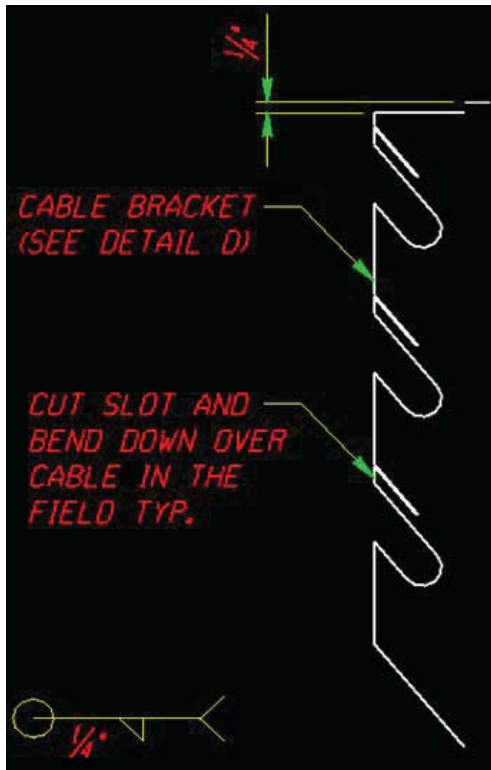 1/4"
CABLE BRACKET
(SEE DETAIL D)
CUT SLOT AND
BEND DOWN OVER
CABLE IN THE
FIELD TYP.
1/4"